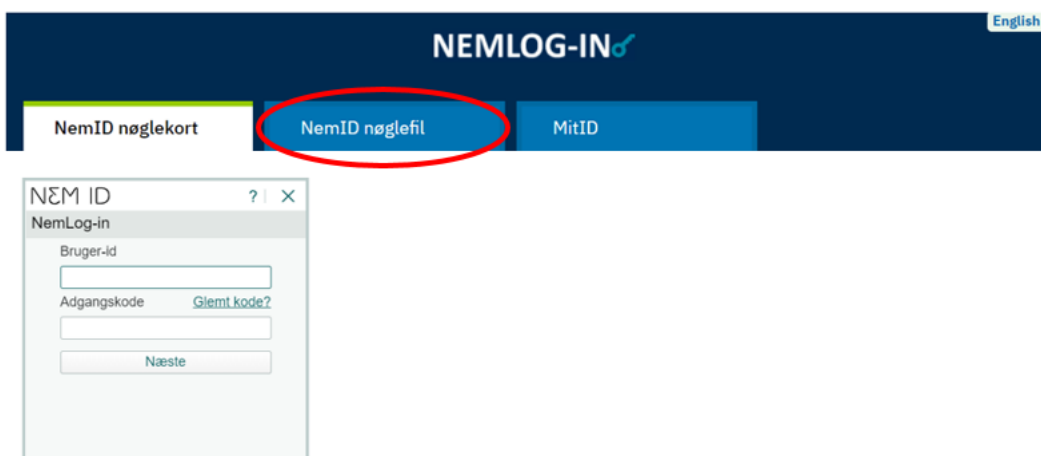 English
NEMLOG-IN
NemID nøglekort NemID nøglefil MitID
NEM ID ? X
NemLog-in
Bruger-id
Adgangskode Glemt kode?
Næste